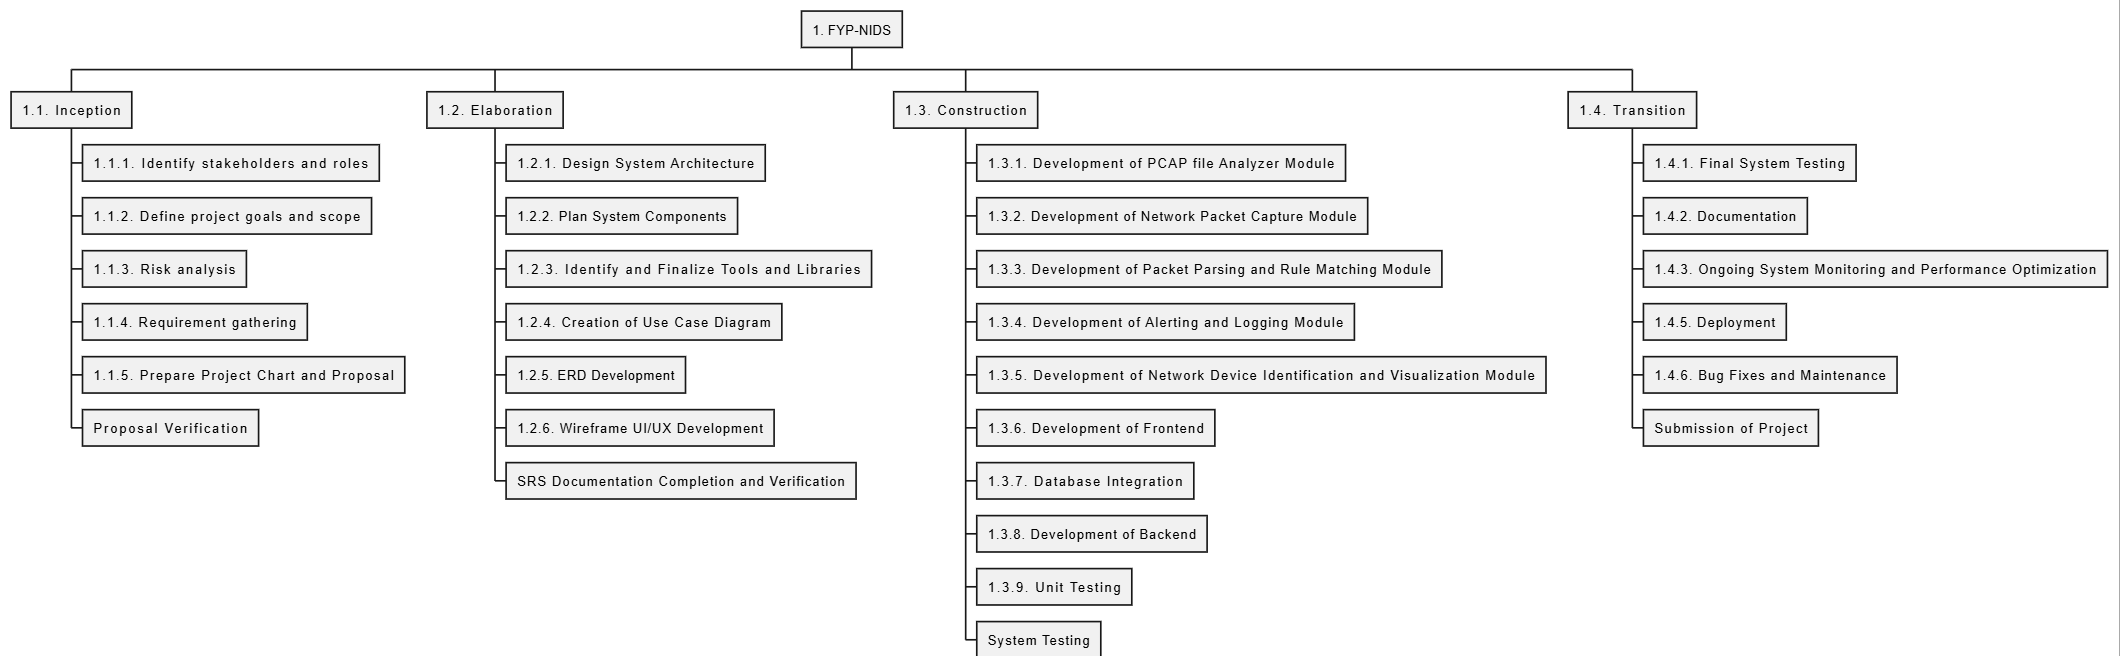 1. FYP-NIDS
1.1. Inception
1.1.1. Identify stakeholders and roles
1.1.2. Define project goals and scope
1.1.3. Risk analysis
1.1.4. Requirement gathering
1.1.5. Prepare Project Chart and Proposal
Proposal Verification
1.2. Elaboration
1.2.1. Design System Architecture
1.2.2. Plan System Components
1.2.3. Identify and Finalize Tools and Libraries
1.2.4. Creation of Use Case Diagram
1.2.5. ERD Development
1.2.6. Wireframe UI/UX Development
SRS Documentation Completion and Verification
1.3. Construction
1.3.1. Development of PCAP file Analyzer Module
1.3.2. Development of Network Packet Capture Module
1.3.3. Development of Packet Parsing and Rule Matching Module
1.3.4. Development of Alerting and Logging Module
1.3.5. Development of Network Device Identification and Visualization Module
1.3.6. Development of Frontend
1.3.7. Database Integration
1.3.8. Development of Backend
1.3.9. Unit Testing
System Testing
1.4. Transition
1.4.1. Final System Testing
1.4.2. Documentation
1.4.3. Ongoing System Monitoring and Performance Optimization
1.4.5. Deployment
1.4.6. Bug Fixes and Maintenance
Submission of Project